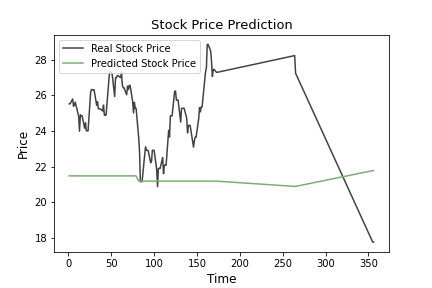 Stock Price Prediction
Real Stock Price
Predicted Stock Price
28
26
24
22
20
18
Price
0 50 100 150 200 250 300 350
Time